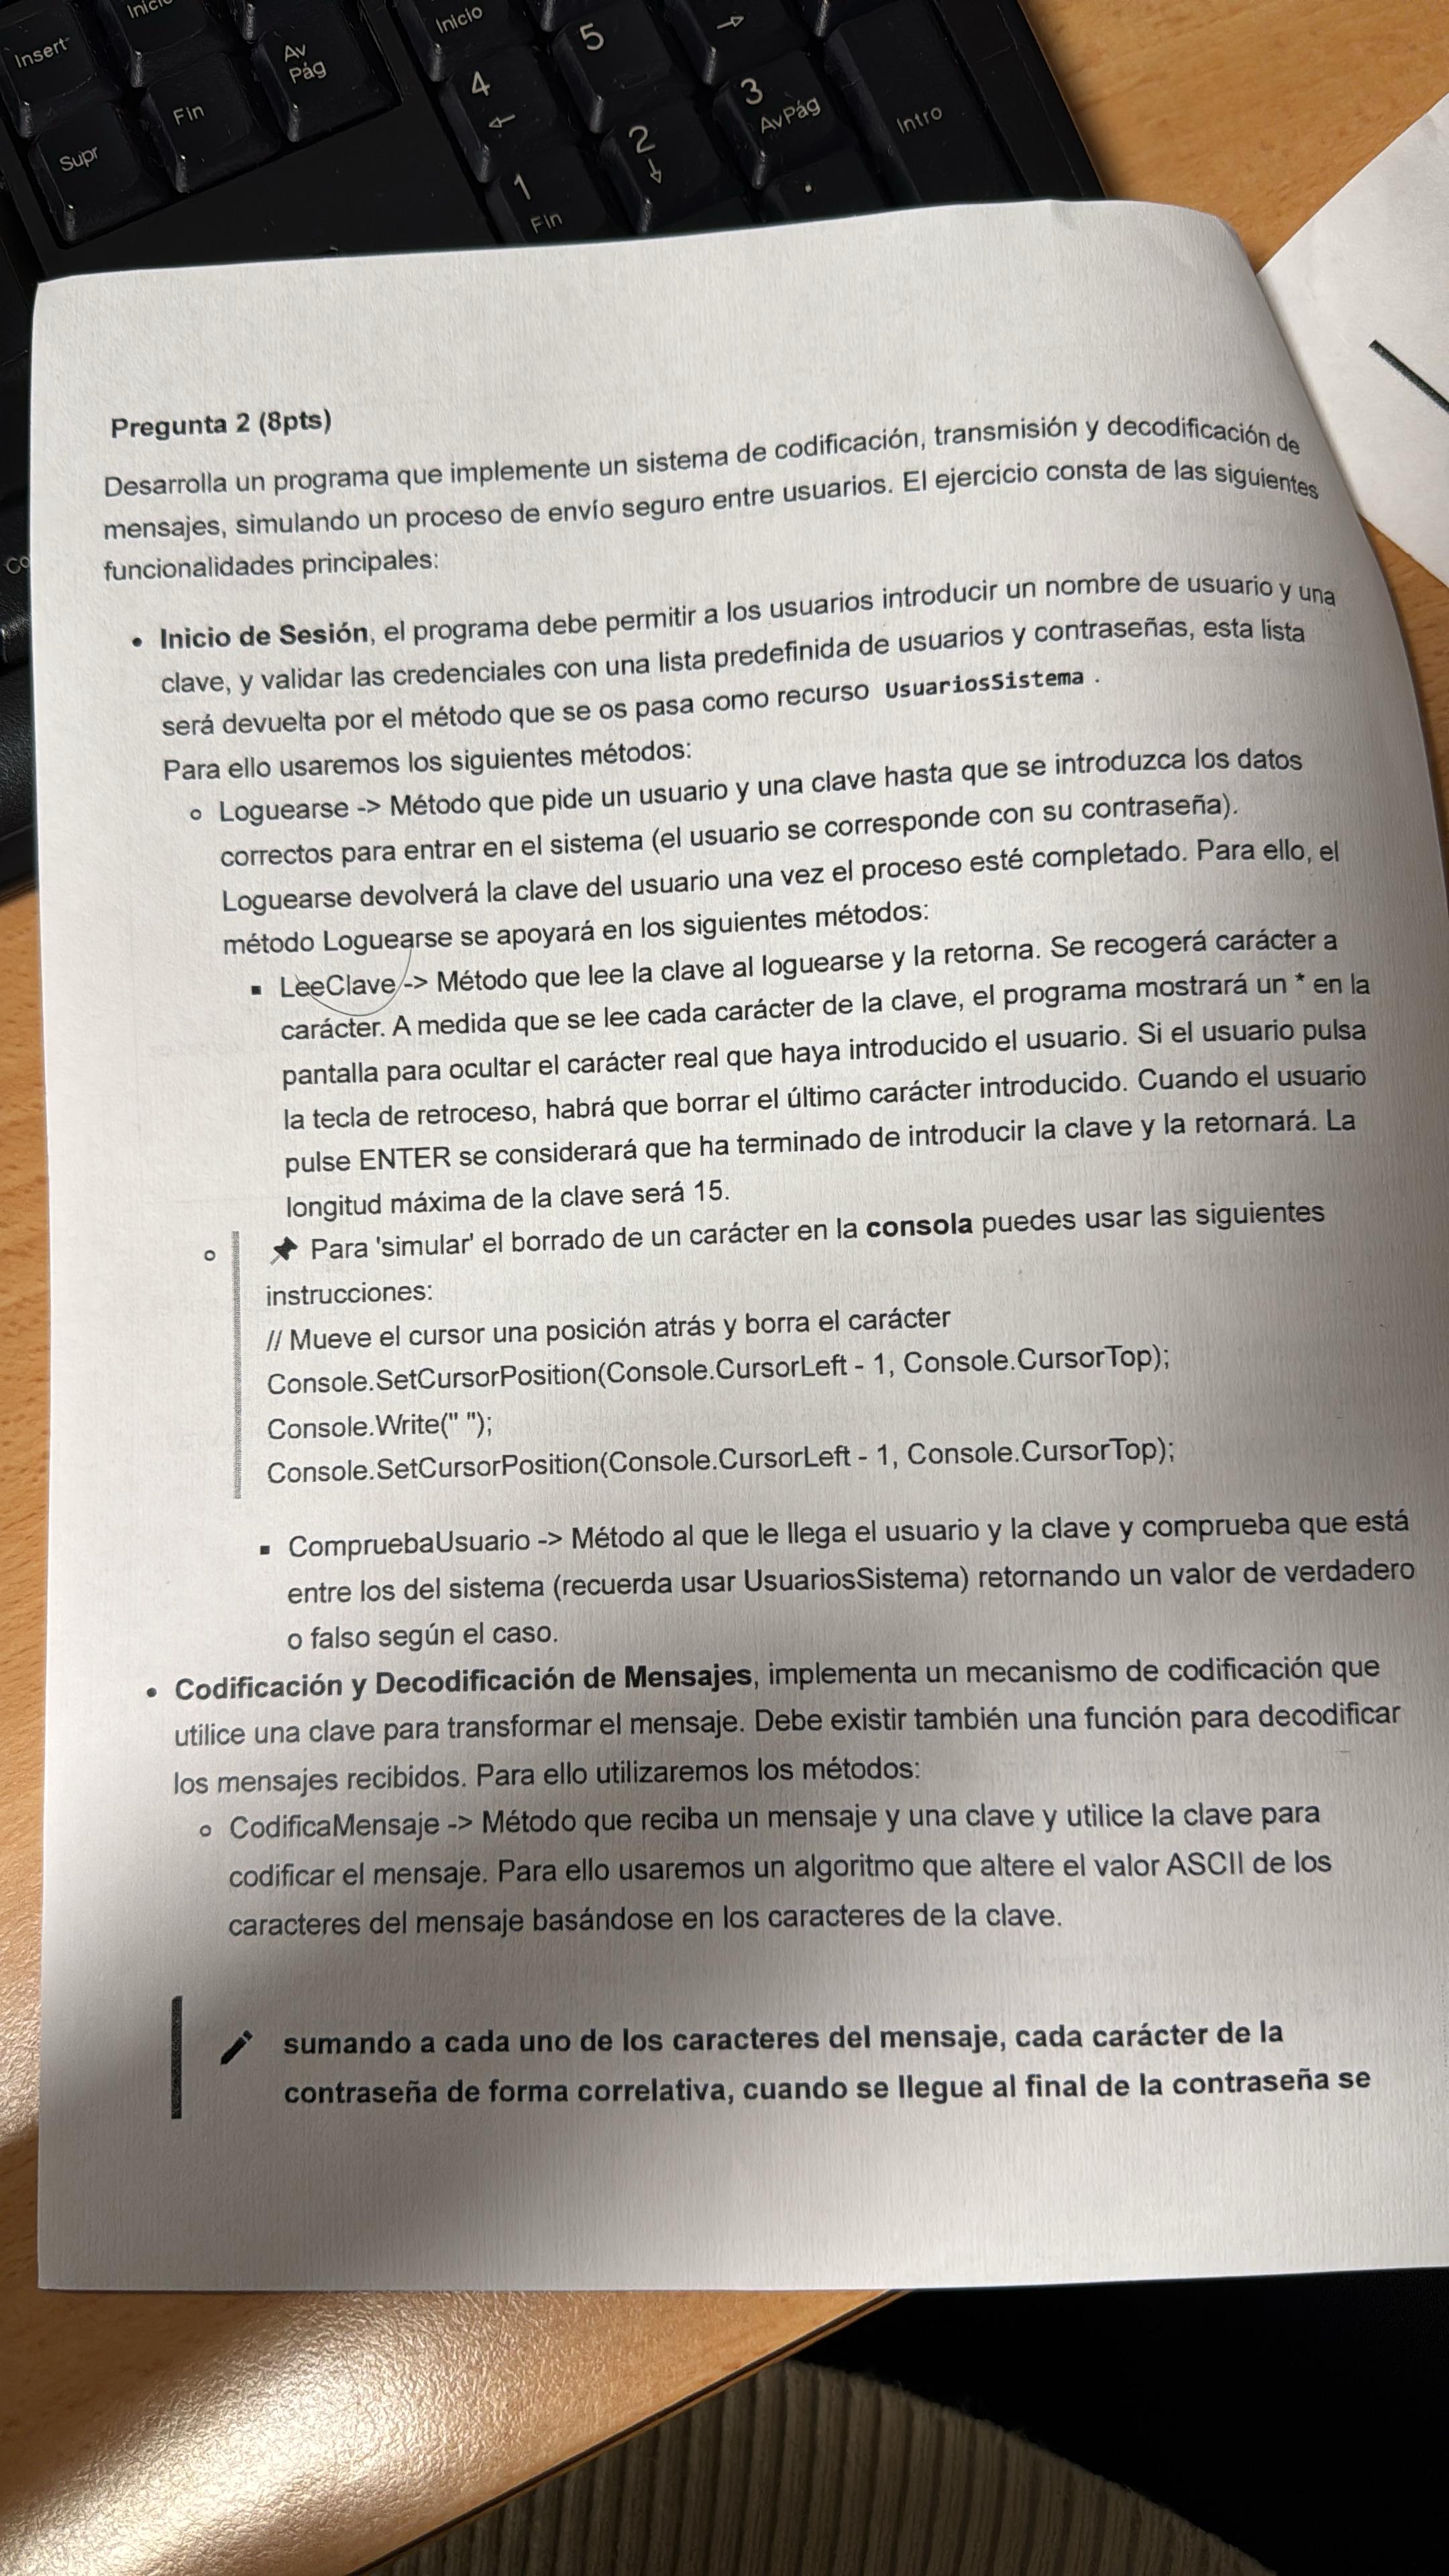 Insert
Inicio
Av
Pág
Inicio
4
5
3
AvPág
Intro
Supr
Fin
2
1
Fin
.
Pregunta 2 (8pts)
Desarrolla un programa que implemente un sistema de codificación, transmisión y decodificación de
mensajes, simulando un proceso de envío seguro entre usuarios. El ejercicio consta de las siguientes
funcionalidades principales:
• Inicio de Sesión, el programa debe permitir a los usuarios introducir un nombre de usuario y una
clave, y validar las credenciales con una lista predefinida de usuarios y contraseñas, esta lista
será devuelta por el método que se os pasa como recurso UsuariosSistema .
Para ello usaremos los siguientes métodos:
○ Loguearse -> Método que pide un usuario y una clave hasta que se introduzca los datos
correctos para entrar en el sistema (el usuario se corresponde con su contraseña).
Loguearse devolverá la clave del usuario una vez el proceso esté completado. Para ello, el
método Loguearse se apoyará en los siguientes métodos:
▪ LeeClave -> Método que lee la clave al loguearse y la retorna. Se recogerá carácter a
carácter. A medida que se lee cada carácter de la clave, el programa mostrará un * en la
pantalla para ocultar el carácter real que haya introducido el usuario. Si el usuario pulsa
la tecla de retroceso, habrá que borrar el último carácter introducido. Cuando el usuario
pulse ENTER se considerará que ha terminado de introducir la clave y la retornará. La
longitud máxima de la clave será 15.
○ 📌 Para 'simular' el borrado de un carácter en la consola puedes usar las siguientes
instrucciones:
// Mueve el cursor una posición atrás y borra el carácter
Console.SetCursorPosition(Console.CursorLeft - 1, Console.CursorTop);
Console.Write(" ");
Console.SetCursorPosition(Console.CursorLeft - 1, Console.CursorTop);
▪ CompruebaUsuario -> Método al que le llega el usuario y la clave y comprueba que está
entre los del sistema (recuerda usar UsuariosSistema) retornando un valor de verdadero
o falso según el caso.
• Codificación y Decodificación de Mensajes, implementa un mecanismo de codificación que
utilice una clave para transformar el mensaje. Debe existir también una función para decodificar
los mensajes recibidos. Para ello utilizaremos los métodos:
○ CodificaMensaje -> Método que reciba un mensaje y una clave y utilice la clave para
codificar el mensaje. Para ello usaremos un algoritmo que altere el valor ASCII de los
caracteres del mensaje basándose en los caracteres de la clave.
sumando a cada uno de los caracteres del mensaje, cada carácter de la
contraseña de forma correlativa, cuando se llegue al final de la contraseña se